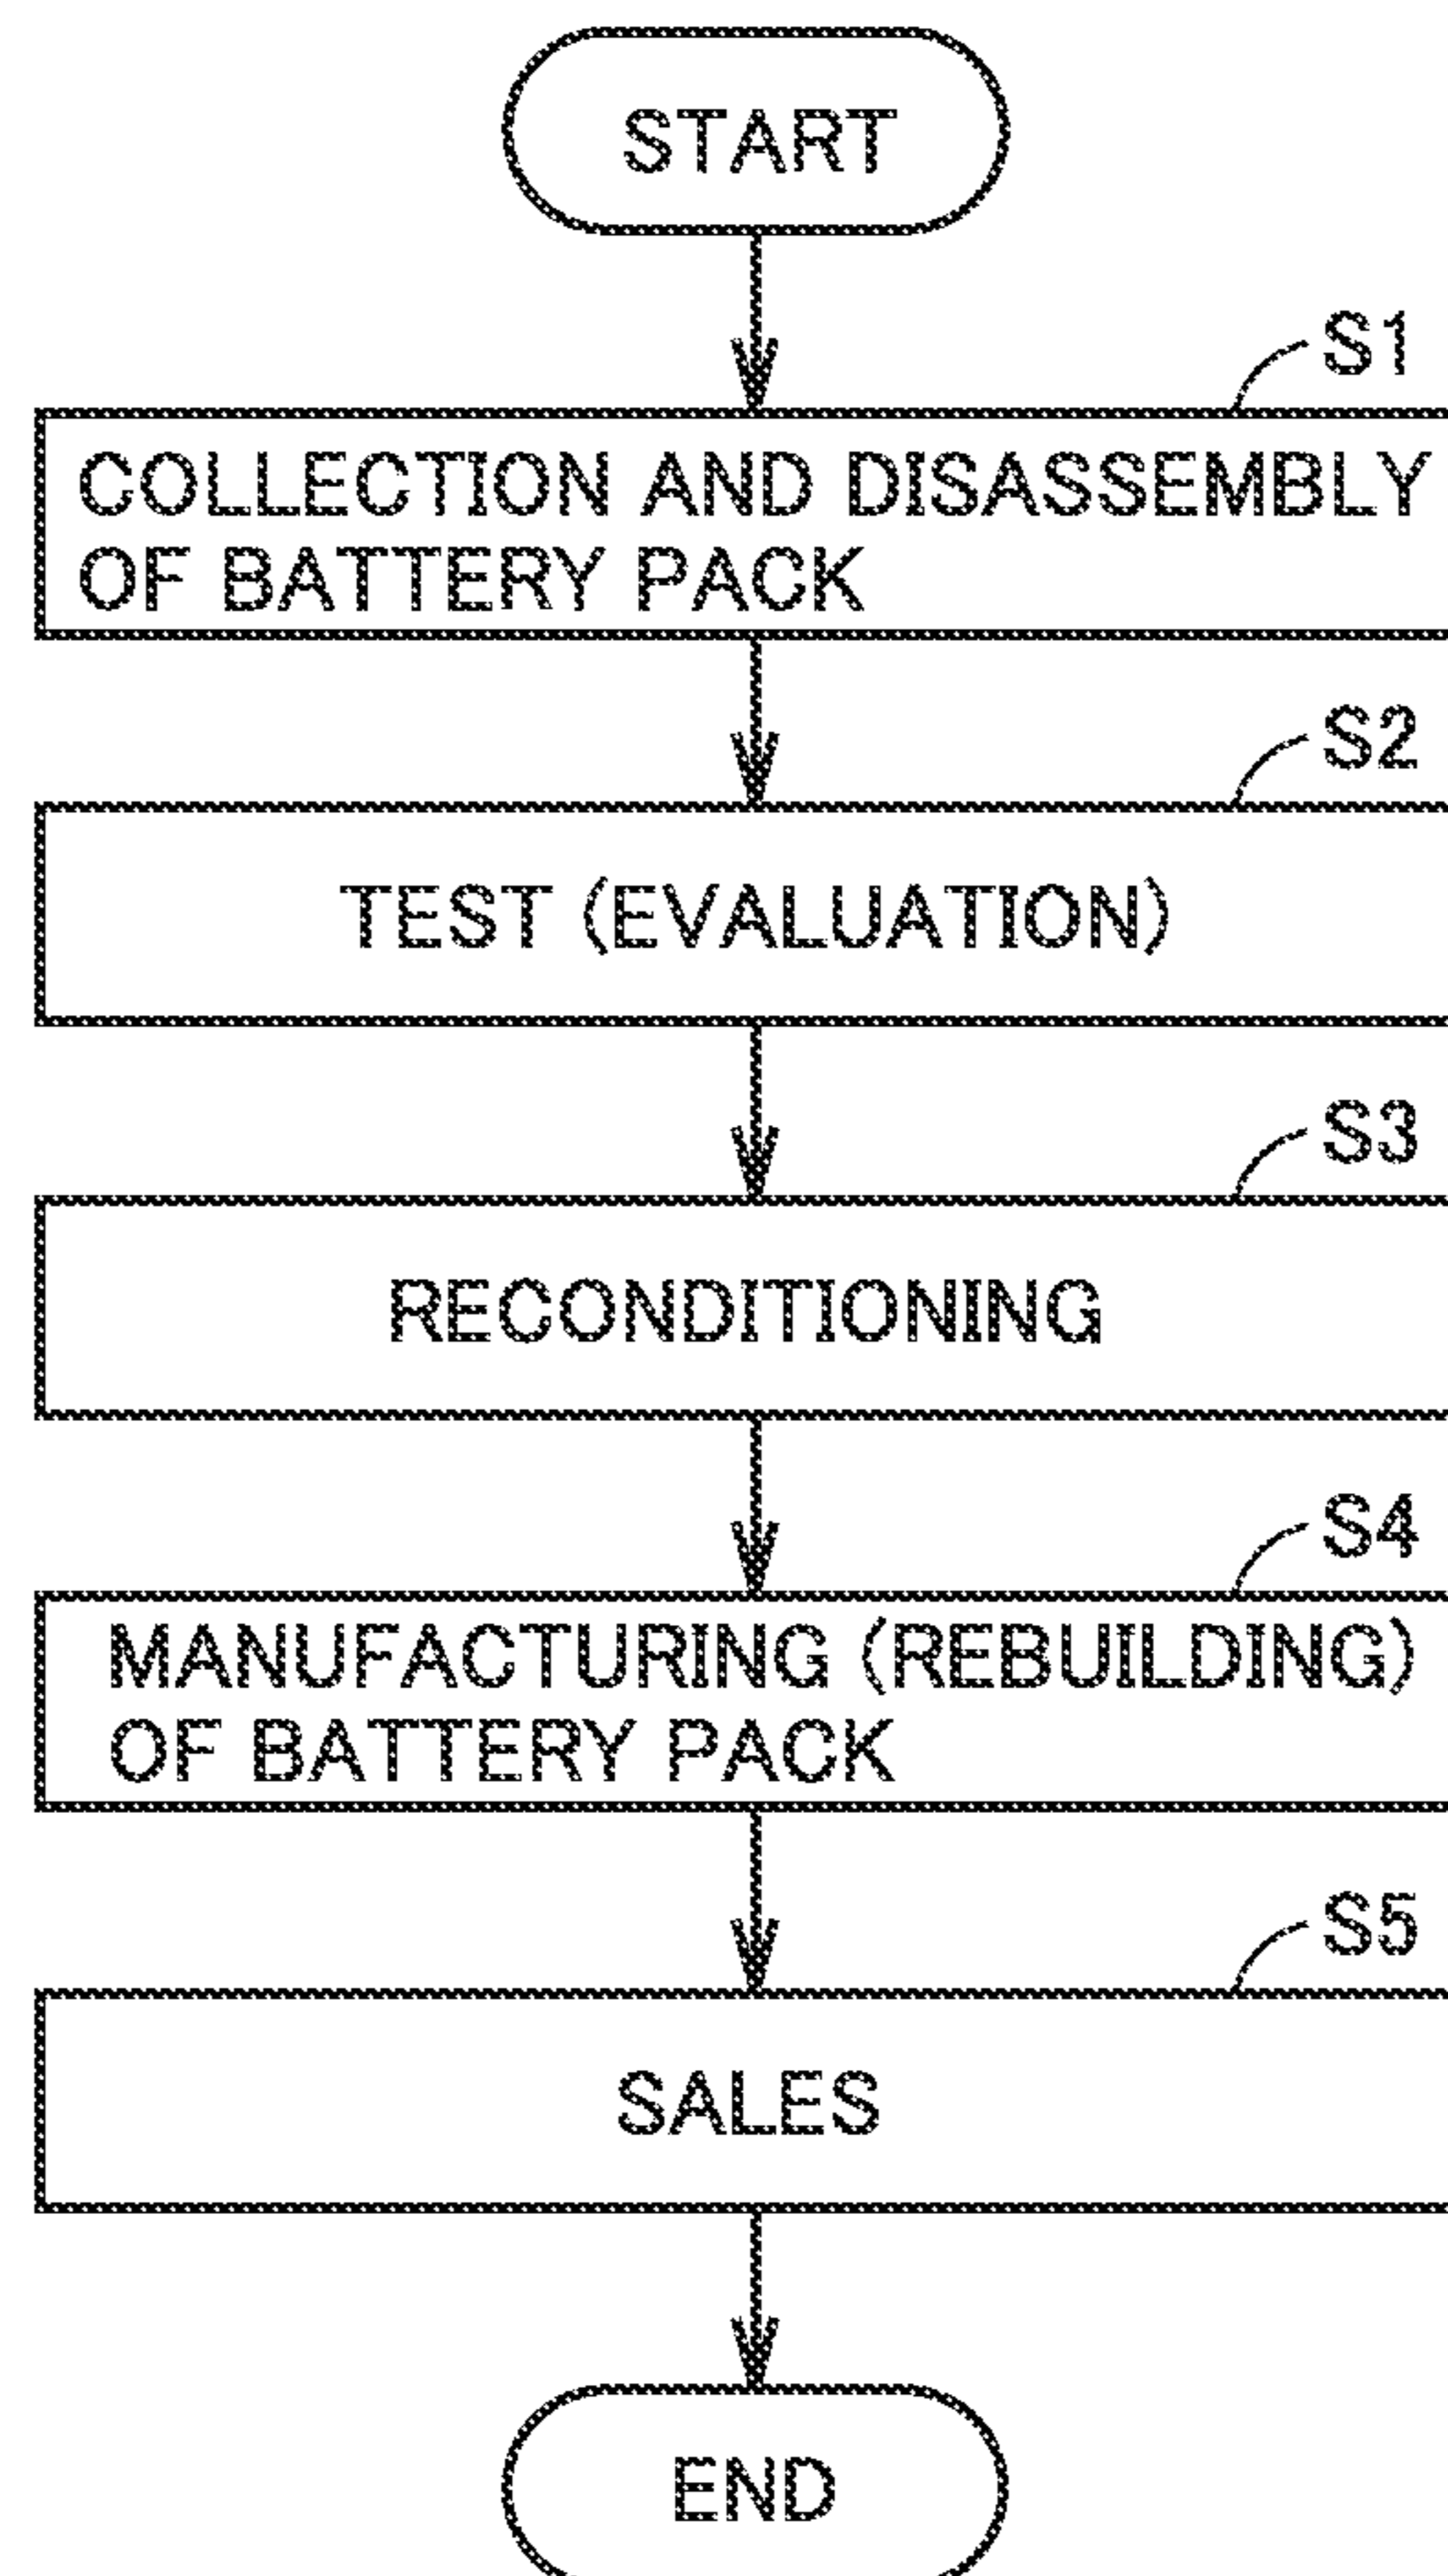 START
S1
COLLECTION AND DISASSEMBLY
OF BATTERY PACK
S2
TEST (EVALUATION)
S3
RECONDITIONING
S4
MANUFACTURING (REBUILDING)
OF BATTERY PACK
S5
SALES
END